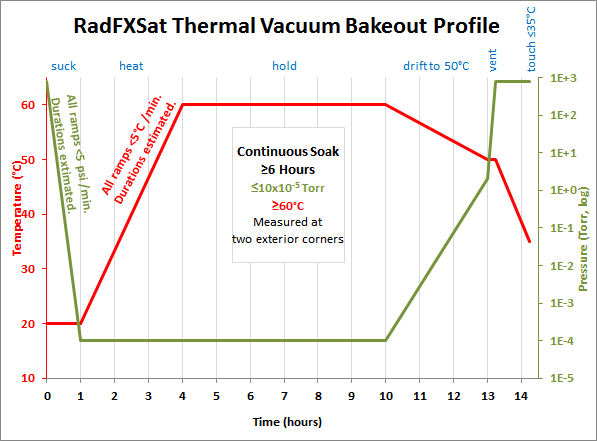 RadFXSat Thermal Vacuum Bakeout Profile
suck
heat
hold
drift to 50°C
vent
touch ≤35°C
All ramps <5 psi /min.
Durations extimated.
All ramps <5°C /min.
Durations estimated.
Continuous Soak
≥6 Hours
≤10x10-5 Torr
≥60°C
Measured at
two exterior corners
Temperature (°C)
60
50
40
30
20
10
Pressure (Torr, log)
1E+3
1E+2
1E+1
1E+0
1E-1
1E-2
1E-3
1E-4
1E-5
0 1 2 3 4 5 6 7 8 9 10 11 12 13 14
Time (hours)